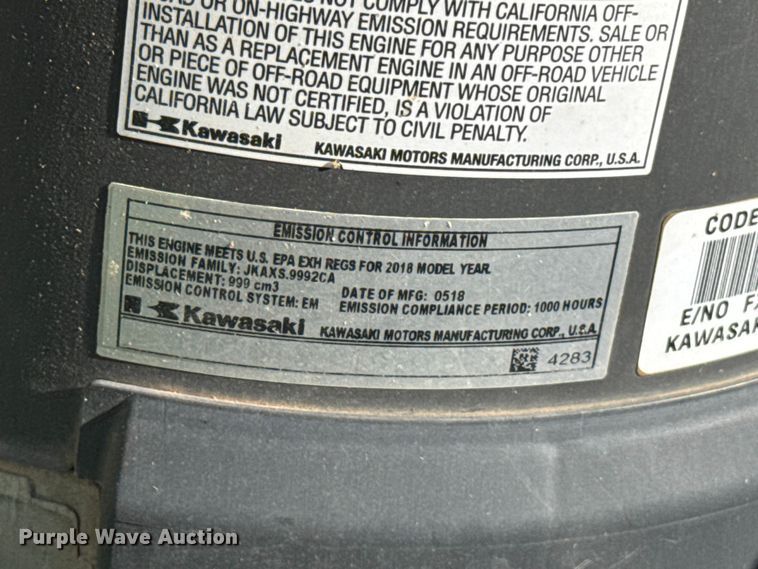 NOT COMPLY WITH CALIFORNIA OFF-
OR ON-HIGHWAY EMISSION REQUIREMENTS. SALE OR
INSTALLATION OF THIS ENGINE FOR ANY PURPOSE OTHER
THAN AS A REPLACEMENT ENGINE IN AN OFF-ROAD VEHICLE
OR PIECE OF OFF-ROAD EQUIPMENT WHOSE ORIGINAL
ENGINE WAS NOT CERTIFIED, IS A VIOLATION OF
CALIFORNIA LAW SUBJECT TO CIVIL PENALTY.
Kawasaki KAWASAKI MOTORS MANUFACTURING CORP., U.S.A.
EMISSION CONTROL INFORMATION
THIS ENGINE MEETS U.S. EPA EXH REGS FOR 2018 MODEL YEAR.
EMISSION FAMILY: JKAXS.9992CA
DISPLACEMENT: 999 cm3 DATE OF MFG: 0518
EMISSION CONTROL SYSTEM: EM EMISSION COMPLIANCE PERIOD: 1000 HOURS
Kawasaki KAWASAKI MOTORS MANUFACTURING CORP., U.S.A.
4283
CODE
E/NO F
KAWASAK
Purple Wave Auction